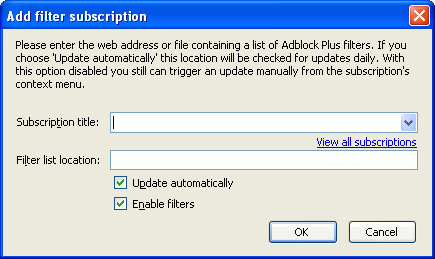 Add filter subscription
Please enter the web address or file containing a list of Adblock Plus filters. If you
choose 'Update automatically' this location will be checked for updates daily. With
this option disabled you still can trigger an update manually from the subscription's
context menu.
Subscription title:
View all subscriptions
Filter list location:
Update automatically
Enable filters
OK Cancel